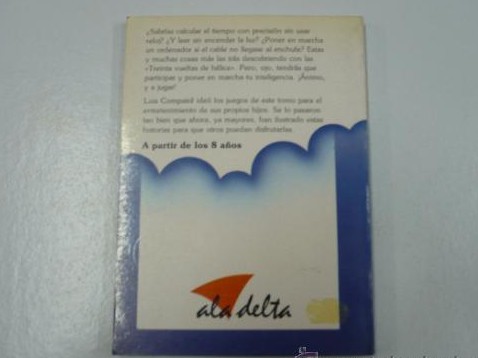 ¿Sabrías calcular el tiempo con precisión sin usar
reloj? ¿Y leer sin encender la luz? ¿Poner en marcha
un ordenador si el cable no llegase al enchufe? Estas
y muchas cosas más las irás descubriendo con las
«Treinta vueltas de hélice». Pero, ojo, tendrás que
participar y poner en marcha tu inteligencia. ¡Ánimo,
y a jugar!
Luis ideó los juegos de este tomo para el
entretenimiento de sus propios hijos. Se lo pasaron
tan bien que ahora, ya mayores, han ilustrado estas
historias para que otros puedan disfrutarlas.
A partir de los 8 años
ala delta